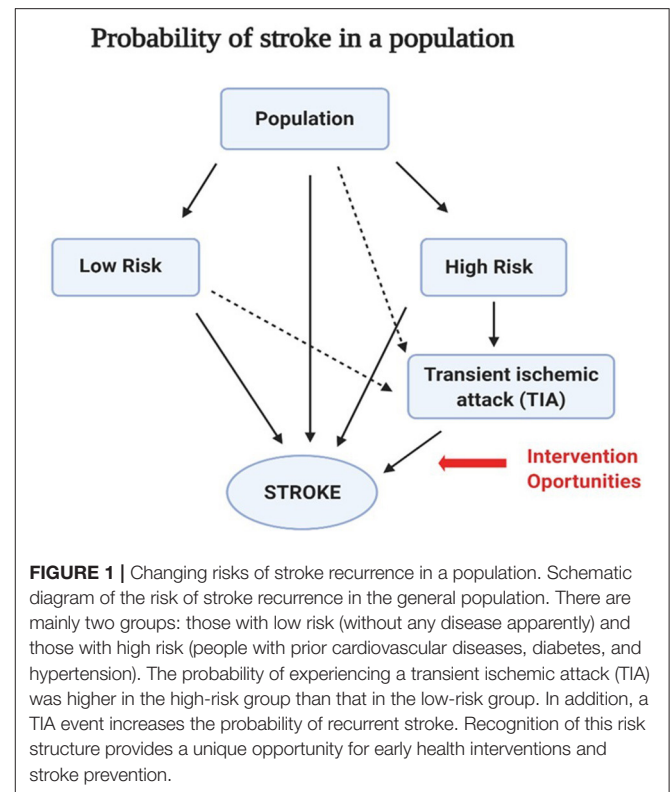 Probability of stroke in a population
Population
Low Risk
High Risk
Transient ischemic
attack (TIA)
Intervention
Oportunities
STROKE
FIGURE 1 | Changing risks of stroke recurrence in a population. Schematic
diagram of the risk of stroke recurrence in the general population. There are
mainly two groups: those with low risk (without any disease apparently) and
those with high risk (people with prior cardiovascular diseases, diabetes, and
hypertension). The probability of experiencing a transient ischemic attack (TIA)
was higher in the high-risk group than that in the low-risk group. In addition, a
TIA event increases the probability of recurrent stroke. Recognition of this risk
structure provides a unique opportunity for early health interventions and
stroke prevention.